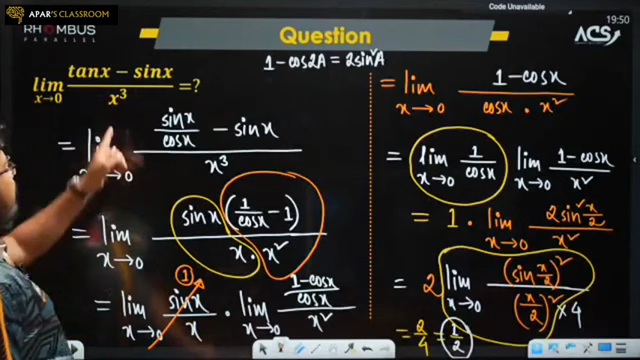 APAR'S CLASSROOM
Code Unavailable
19:50
RHOMBUS
PARALLEL
Question
ACS
1-cos2A = 2sin²A
lim x→0 (tanx − sinx)/x³ =?
= lim x→0 (sinx/cosx − sinx)/x³
= lim x→0 sinx (1/cosx − 1)/(x · x²)
①
= lim x→0 sinx/x · lim x→0 ((1-cosx)/cosx)/x²
= lim x→0 (1-cosx)/(cosx · x²)
= lim x→0 1/cosx lim x→0 (1-cosx)/x²
= 1 · lim x→0 (2sin² x/2)/x²
= 2 lim x→0 (sin x/2)²/((x/2)² × 4)
= 2/4 = 1/2